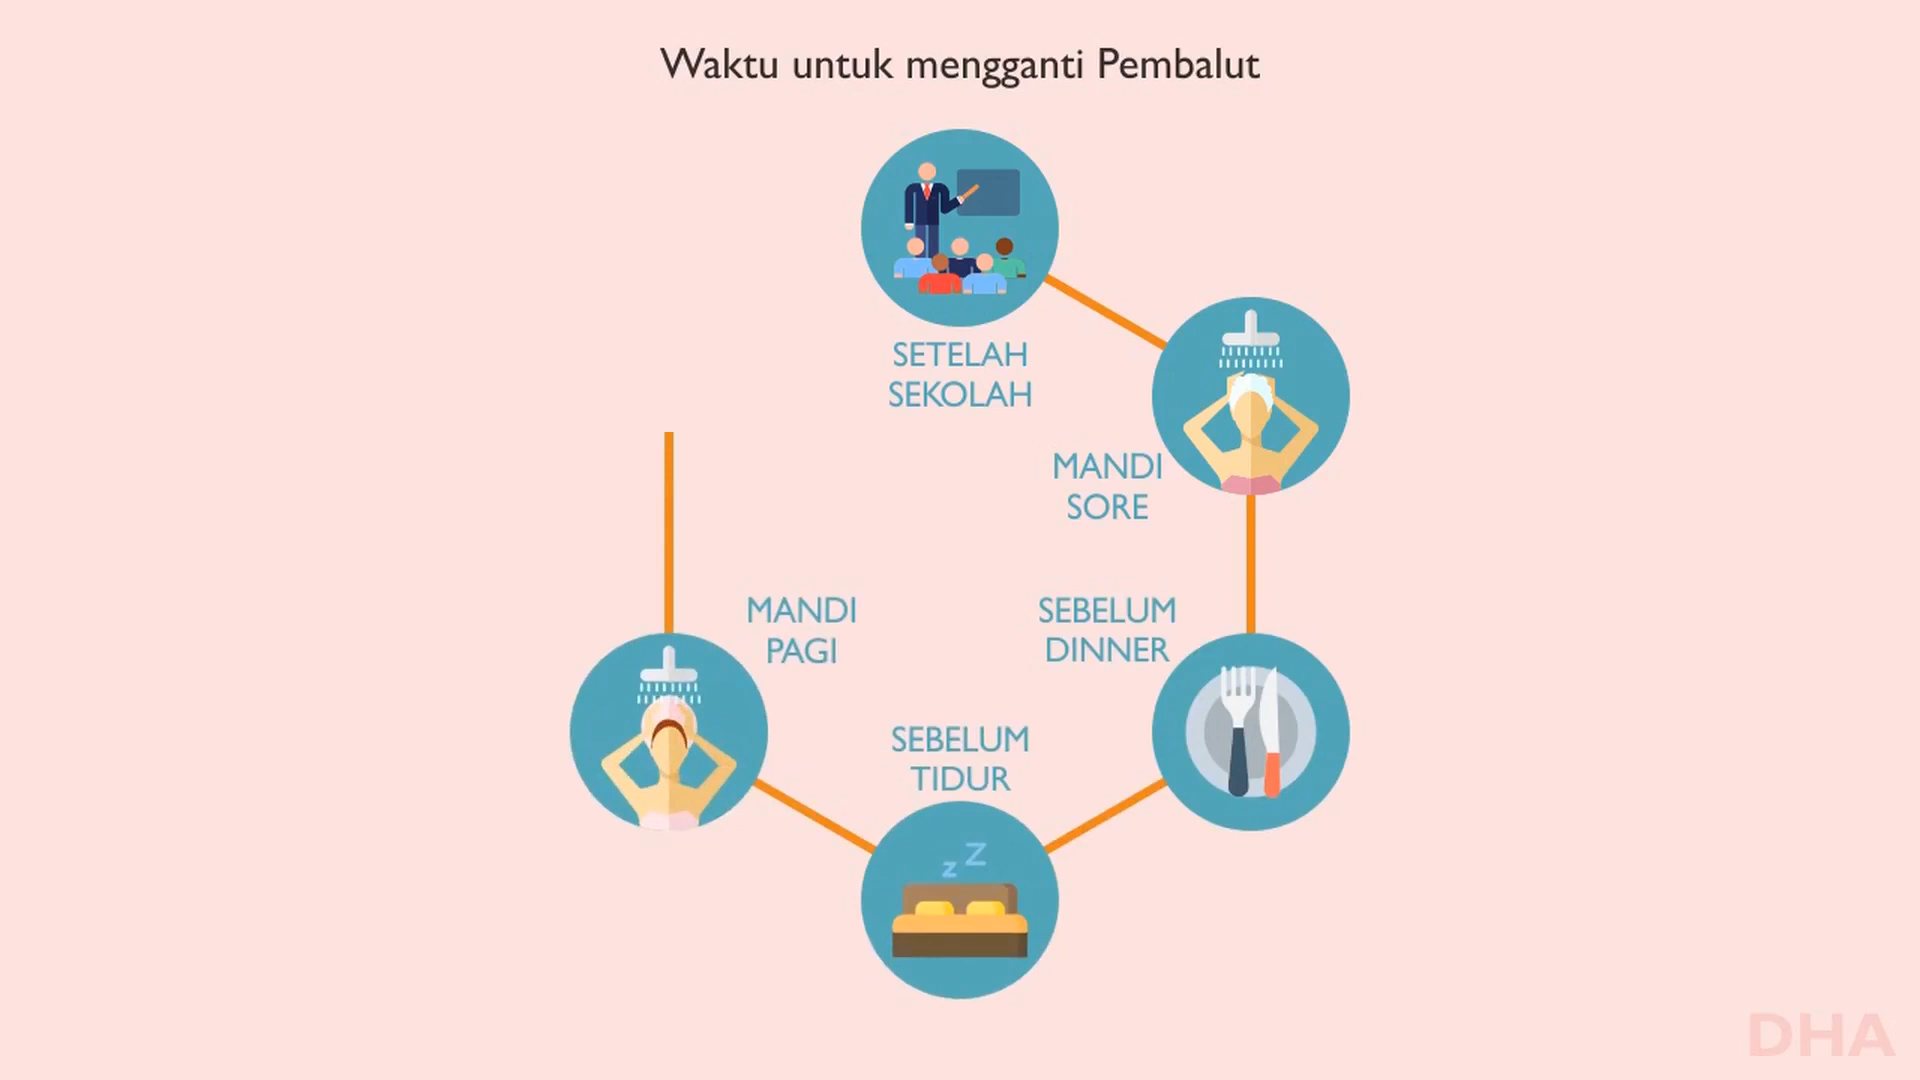 Waktu untuk mengganti Pembalut
SETELAH
SEKOLAH
MANDI
SORE
SEBELUM
DINNER
SEBELUM
TIDUR
MANDI
PAGI
z Z
DHA